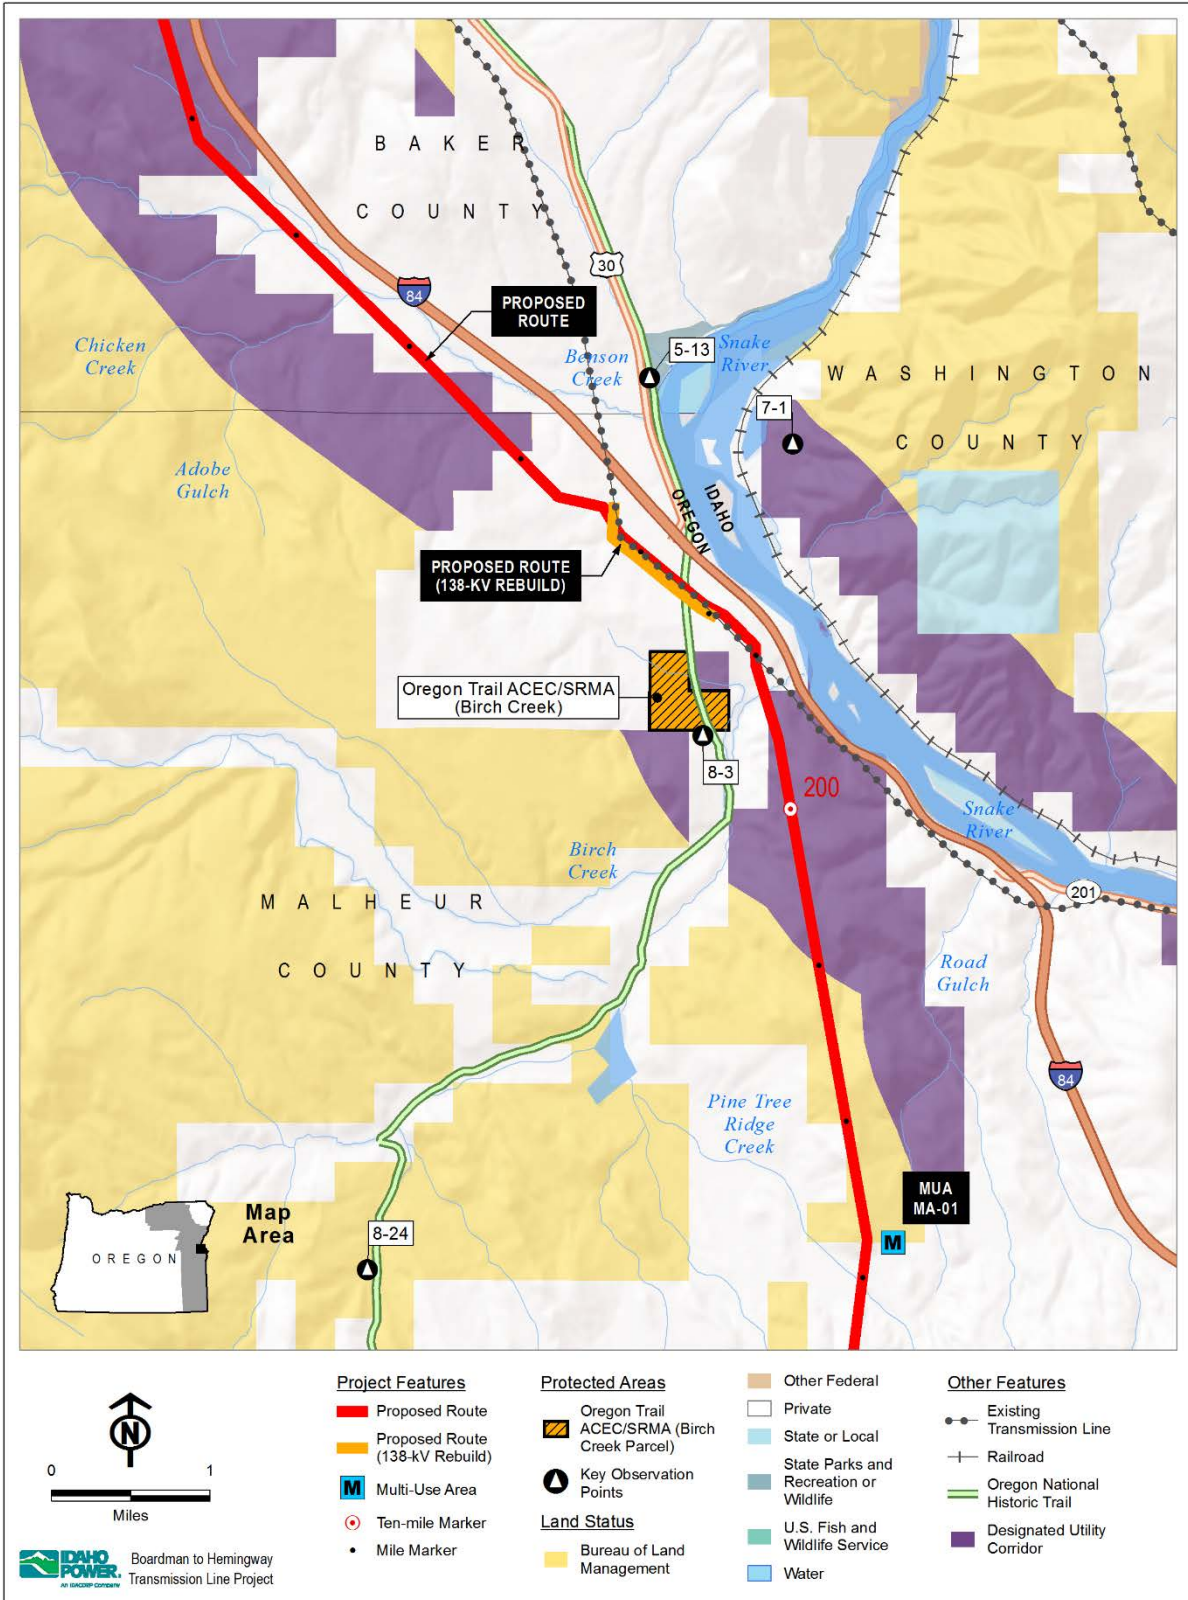 B A K E R
C O U N T Y
30
84
PROPOSED
ROUTE
Chicken
Creek
Benson
Creek
5-13
Snake
River
W A S H I N G T O N
C O U N T Y
7-1
Adobe
Gulch
IDAHO
OREGON
PROPOSED ROUTE
(138-KV REBUILD)
Oregon Trail ACEC/SRMA
(Birch Creek)
8-3
200
Snake
River
Birch
Creek
201
M A L H E U R
C O U N T Y
Road
Gulch
84
Pine Tree
Ridge
Creek
MUA
MA-01
M
8-24
Map
Area
O R E G O N
N
0 1
Miles
IDAHO
POWER.
An IDACORP Company
Boardman to Hemingway
Transmission Line Project
Project Features
Proposed Route
Proposed Route
(138-kV Rebuild)
M Multi-Use Area
Ten-mile Marker
Mile Marker
Protected Areas
Oregon Trail
ACEC/SRMA (Birch
Creek Parcel)
Key Observation
Points
Land Status
Bureau of Land
Management
Other Federal
Private
State or Local
State Parks and
Recreation or
Wildlife
U.S. Fish and
Wildlife Service
Water
Other Features
Existing
Transmission Line
Railroad
Oregon National
Historic Trail
Designated Utility
Corridor